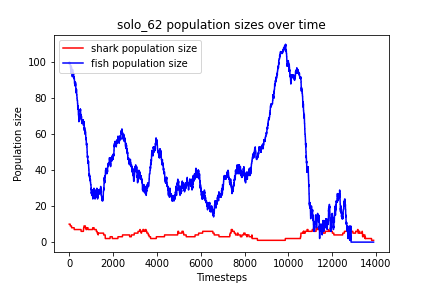 solo_62 population sizes over time
shark population size
fish population size
Population size
100
80
60
40
20
0
0 2000 4000 6000 8000 10000 12000 14000
Timesteps